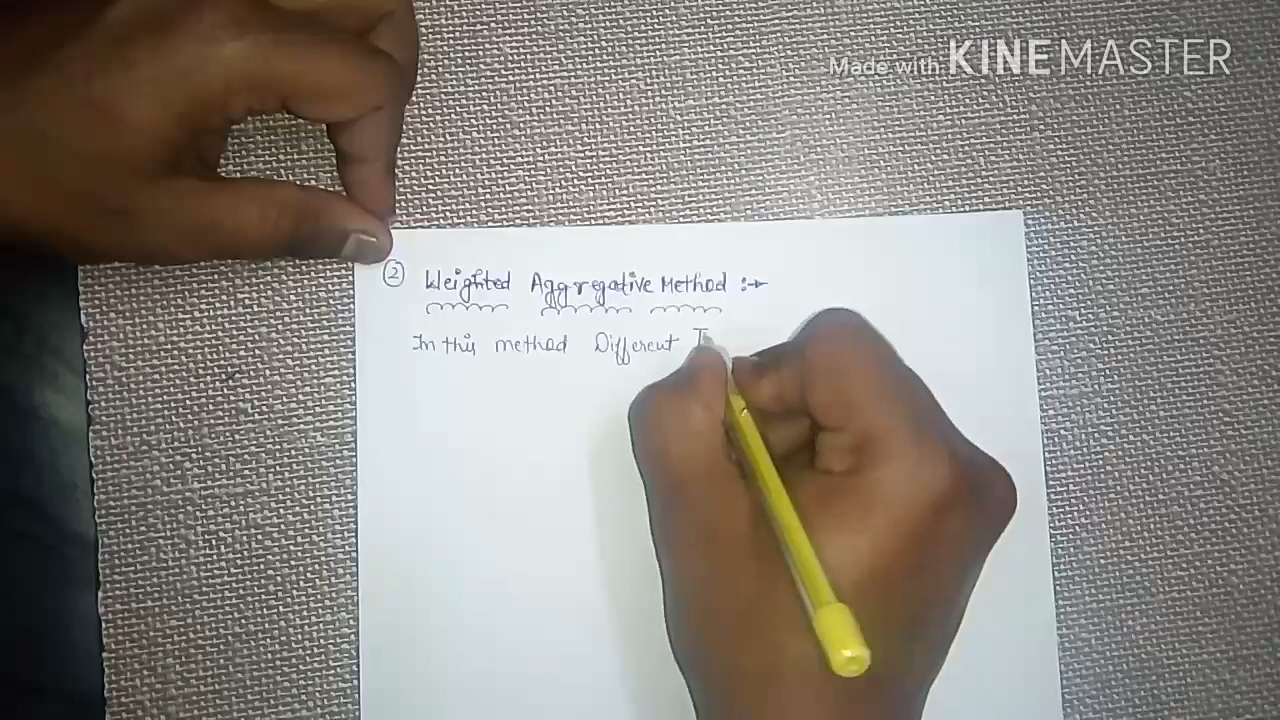 Made with KINEMASTER
② Weighted Aggregative Method :→
In this method Different